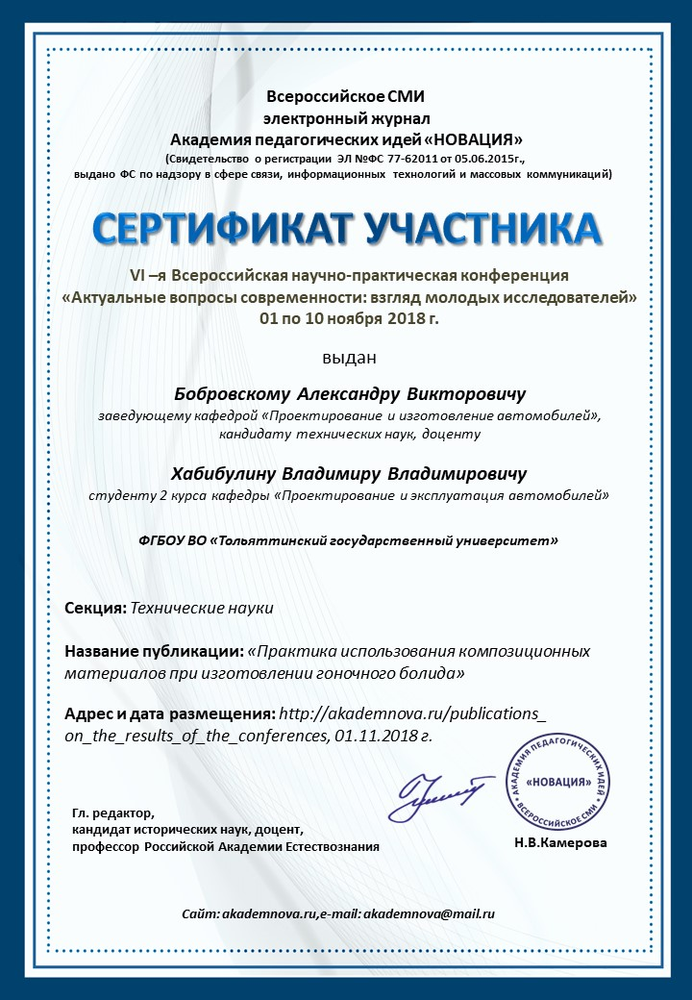 Всероссийское СМИ
электронный журнал
Академия педагогических идей «НОВАЦИЯ»
(Свидетельство о регистрации ЭЛ №ФС 77-62011 от 05.06.2015г.,
выдано ФС по надзору в сфере связи, информационных технологий и массовых коммуникаций)
СЕРТИФИКАТ УЧАСТНИКА
VI –я Всероссийская научно-практическая конференция
«Актуальные вопросы современности: взгляд молодых исследователей»
01 по 10 ноября 2018 г.
выдан
Бобровскому Александру Викторовичу
заведующему кафедрой «Проектирование и изготовление автомобилей»,
кандидату технических наук, доценту
Хабибулину Владимиру Владимировичу
студенту 2 курса кафедры «Проектирование и эксплуатация автомобилей»
ФГБОУ ВО «Тольяттинский государственный университет»
Секция: Технические науки
Название публикации: «Практика использования композиционных
материалов при изготовлении гоночного болида»
Адрес и дата размещения: http://akademnova.ru/publications_
on_the_results_of_the_conferences, 01.11.2018 г.
АКАДЕМИЯ ПЕДАГОГИЧЕСКИХ ИДЕЙ
«НОВАЦИЯ»
ВСЕРОССИЙСКОЕ СМИ
Гл. редактор,
кандидат исторических наук, доцент,
профессор Российской Академии Естествознания
Н.В.Камерова
Сайт: akademnova.ru,e-mail: akademnova@mail.ru